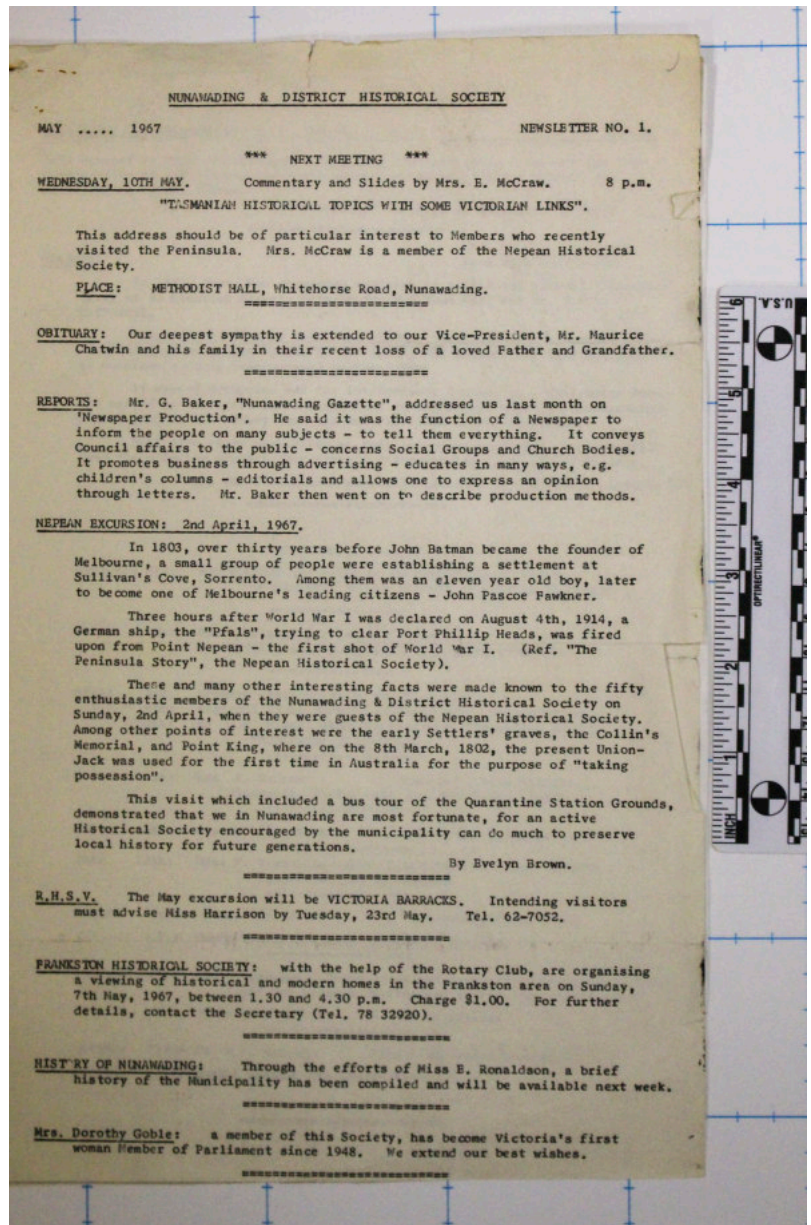 NUNAWADING & DISTRICT HISTORICAL SOCIETY
MAY ..... 1967 NEWSLETTER NO. 1.
*** NEXT MEETING ***
WEDNESDAY, 10TH MAY. Commentary and Slides by Mrs. E. McCraw. 8 p.m.
"TASMANIAN HISTORICAL TOPICS WITH SOME VICTORIAN LINKS".
This address should be of particular interest to Members who recently
visited the Peninsula. Mrs. McCraw is a member of the Nepean Historical
Society.
PLACE: METHODIST HALL, Whitehorse Road, Nunawading.
=========================
OBITUARY: Our deepest sympathy is extended to our Vice-President, Mr. Maurice
Chatwin and his family in their recent loss of a loved Father and Grandfather.
=========================
REPORTS: Mr. G. Baker, "Nunawading Gazette", addressed us last month on
'Newspaper Production'. He said it was the function of a Newspaper to
inform the people on many subjects - to tell them everything. It conveys
Council affairs to the public - concerns Social Groups and Church Bodies.
It promotes business through advertising - educates in many ways, e.g.
children's columns - editorials and allows one to express an opinion
through letters. Mr. Baker then went on to describe production methods.
NEPEAN EXCURSION: 2nd April, 1967.
In 1803, over thirty years before John Batman became the founder of
Melbourne, a small group of people were establishing a settlement at
Sullivan's Cove, Sorrento. Among them was an eleven year old boy, later
to become one of Melbourne's leading citizens - John Pascoe Fawkner.
Three hours after World War I was declared on August 4th, 1914, a
German ship, the "Pfals", trying to clear Port Phillip Heads, was fired
upon from Point Nepean - the first shot of World War I. (Ref. "The
Peninsula Story", the Nepean Historical Society).
These and many other interesting facts were made known to the fifty
enthusiastic members of the Nunawading & District Historical Society on
Sunday, 2nd April, when they were guests of the Nepean Historical Society.
Among other points of interest were the early Settlers' graves, the Collin's
Memorial, and Point King, where on the 8th March, 1802, the present Union-
Jack was used for the first time in Australia for the purpose of "taking
possession".
This visit which included a bus tour of the Quarantine Station Grounds,
demonstrated that we in Nunawading are most fortunate, for an active
Historical Society encouraged by the municipality can do much to preserve
local history for future generations.
By Evelyn Brown.
============================
R.H.S.V. The May excursion will be VICTORIA BARRACKS. Intending visitors
must advise Miss Harrison by Tuesday, 23rd May. Tel. 62-7052.
============================
FRANKSTON HISTORICAL SOCIETY: with the help of the Rotary Club, are organising
a viewing of historical and modern homes in the Frankston area on Sunday,
7th May, 1967, between 1.30 and 4.30 p.m. Charge $1.00. For further
details, contact the Secretary (Tel. 78 32920).
============================
HIST RY OF NUNAWADING: Through the efforts of Miss E. Ronaldson, a brief
history of the Municipality has been compiled and will be available next week.
============================
Mrs. Dorothy Goble: a member of this Society, has become Victoria's first
woman Member of Parliament since 1948. We extend our best wishes.
============================
U.S.A.
6
5
4
3
2
1
INCH
OPTIRECTILINEAR®